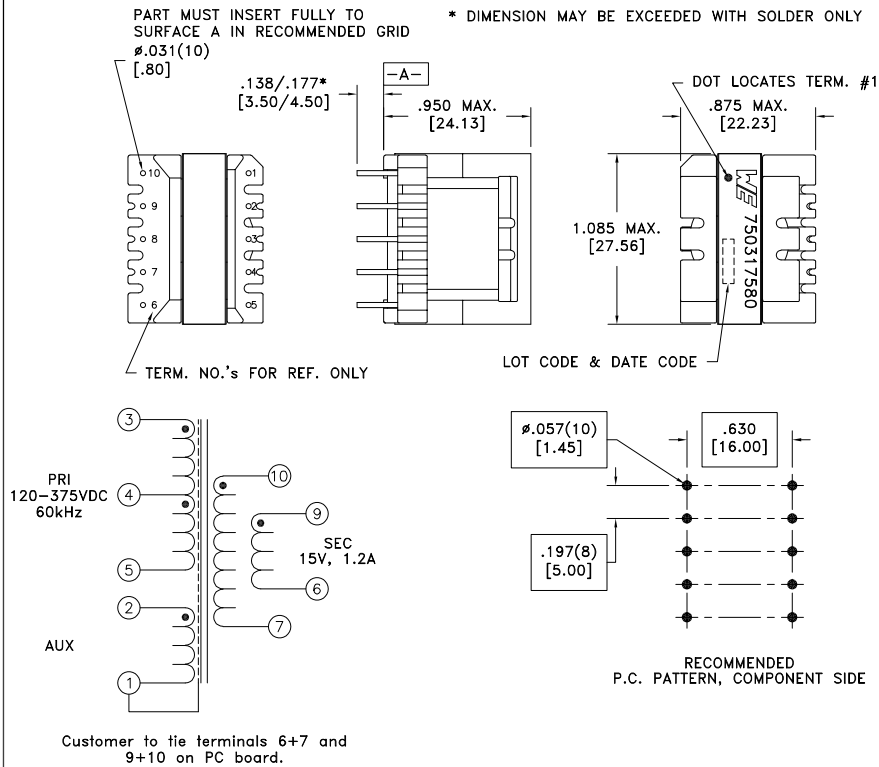 PART MUST INSERT FULLY TO
SURFACE A IN RECOMMENDED GRID
ø.031(10)
[.80]
* DIMENSION MAY BE EXCEEDED WITH SOLDER ONLY
.138/.177*
[3.50/4.50]
-A-
.950 MAX.
[24.13]
DOT LOCATES TERM. #1
.875 MAX.
[22.23]
10
9
8
7
6
1
2
3
4
5
1.085 MAX.
[27.56]
WE 750317580
TERM. NO.'s FOR REF. ONLY
LOT CODE & DATE CODE
3
PRI
120-375VDC
60kHz
4
5
2
AUX
1
10
9
SEC
15V, 1.2A
6
7
Customer to tie terminals 6+7 and
9+10 on PC board.
ø.057(10)
[1.45]
.630
[16.00]
.197(8)
[5.00]
RECOMMENDED
P.C. PATTERN, COMPONENT SIDE